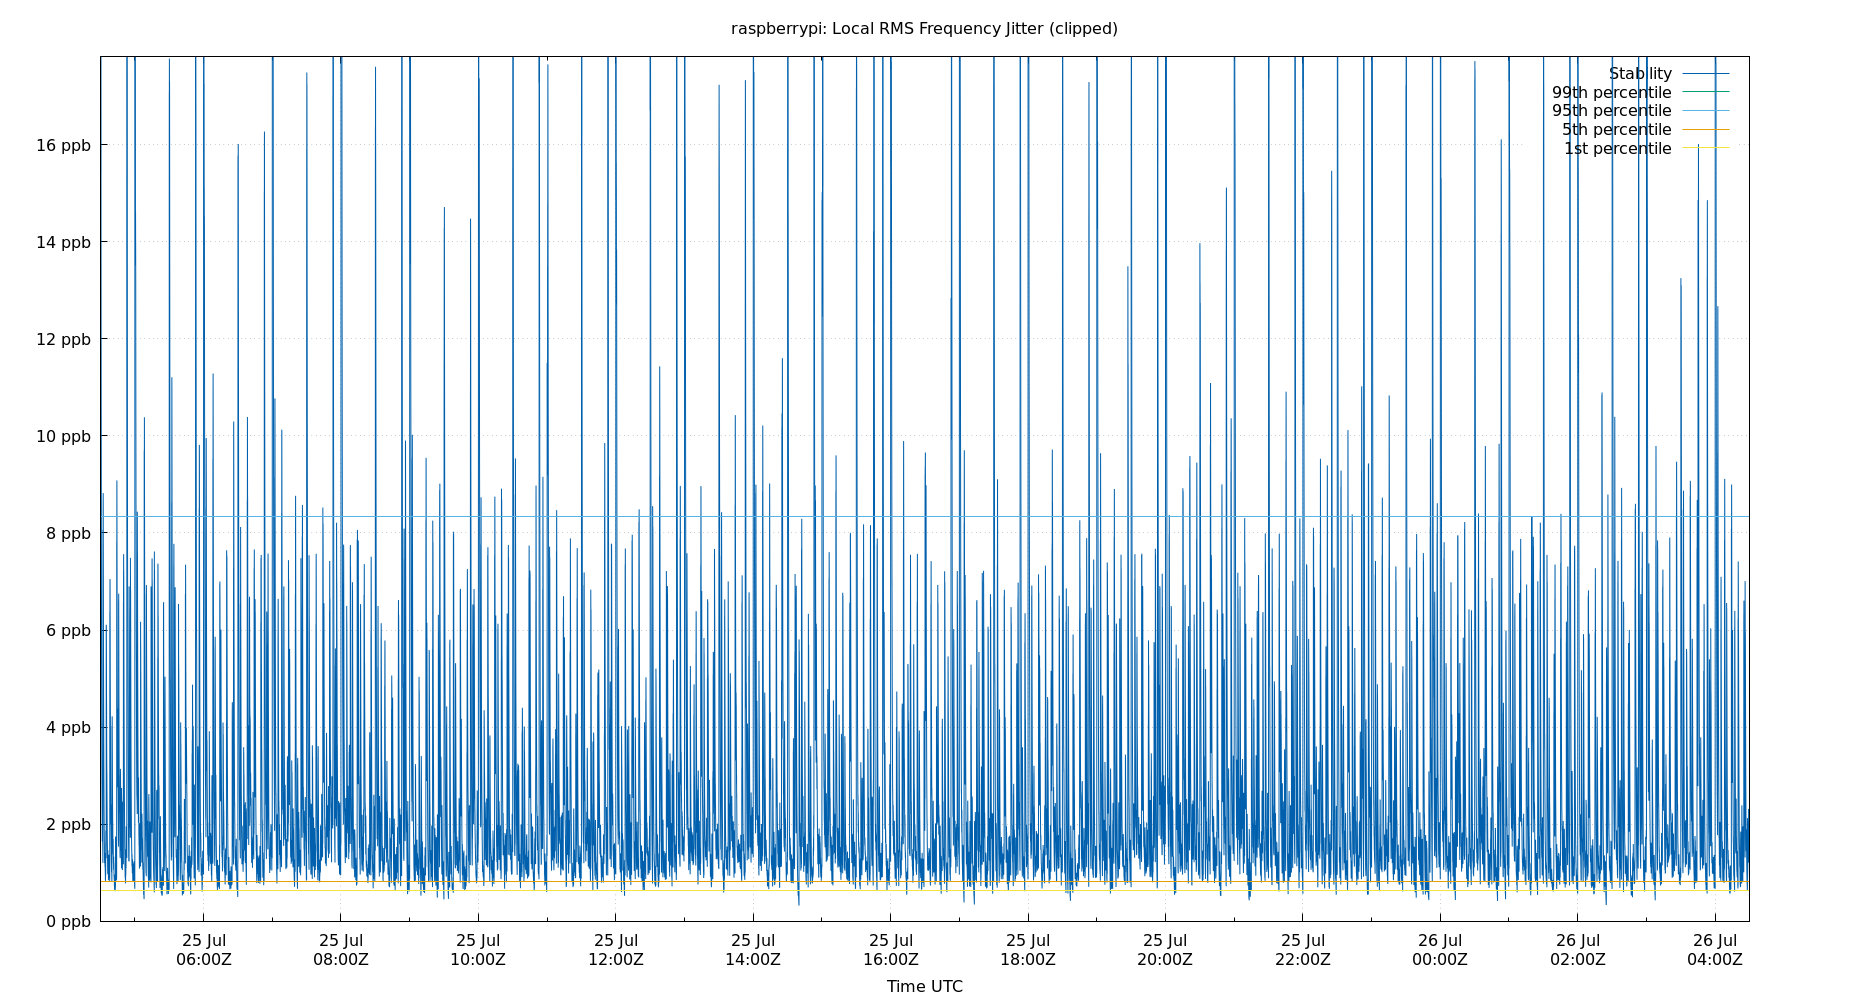 raspberrypi: Local RMS Frequency Jitter (clipped)
Stability
99th percentile
95th percentile
5th percentile
1st percentile
16 ppb
14 ppb
12 ppb
10 ppb
8 ppb
6 ppb
4 ppb
2 ppb
0 ppb
25 Jul 25 Jul 25 Jul 25 Jul 25 Jul 25 Jul 25 Jul 25 Jul 25 Jul 26 Jul 26 Jul 26 Jul
06:00Z 08:00Z 10:00Z 12:00Z 14:00Z 16:00Z 18:00Z 20:00Z 22:00Z 00:00Z 02:00Z 04:00Z
Time UTC